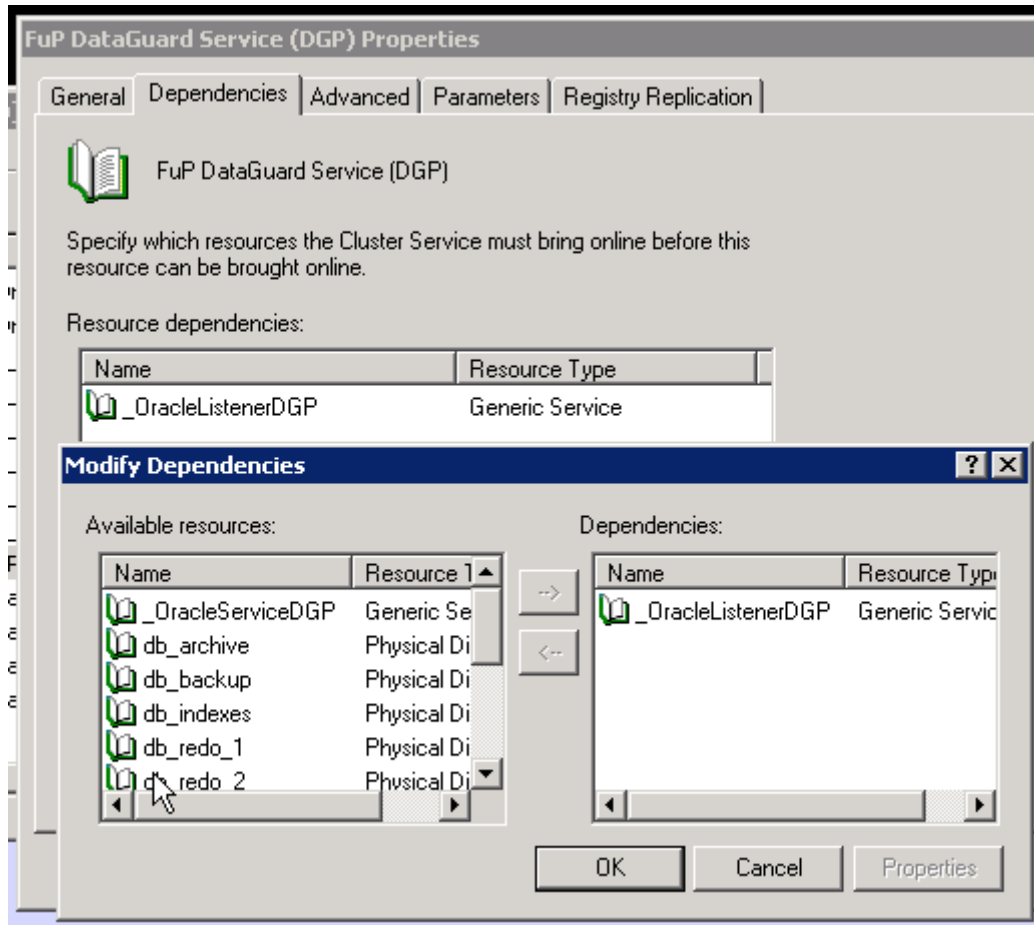 FuP DataGuard Service (DGP) Properties
General Dependencies Advanced Parameters Registry Replication
FuP DataGuard Service (DGP)
Specify which resources the Cluster Service must bring online before this
resource can be brought online.
Resource dependencies:
Name Resource Type
_OracleListenerDGP Generic Service
Modify Dependencies
Available resources:
Name Resource T
_OracleServiceDGP Generic Se
db_archive Physical Di
db_backup Physical Di
db_indexes Physical Di
db_redo_1 Physical Di
db_redo_2 Physical Di
-->
<--
Dependencies:
Name Resource Typ
_OracleListenerDGP Generic Servic
OK Cancel Properties